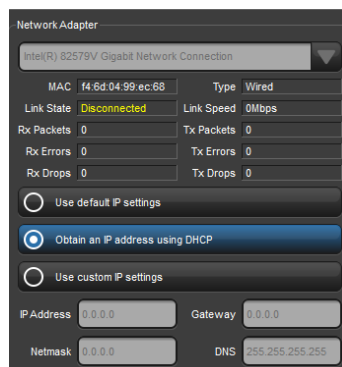 Network Adapter
Intel(R) 82579V Gigabit Network Connection
MAC f4:6d:04:99:ec:68 Type Wired
Link State Disconnected Link Speed 0Mbps
Rx Packets 0 Tx Packets 0
Rx Errors 0 Tx Errors 0
Rx Drops 0 Tx Drops 0
Use default IP settings
Obtain an IP address using DHCP
Use custom IP settings
IP Address 0.0.0.0 Gateway 0.0.0.0
Netmask 0.0.0.0 DNS 255.255.255.255